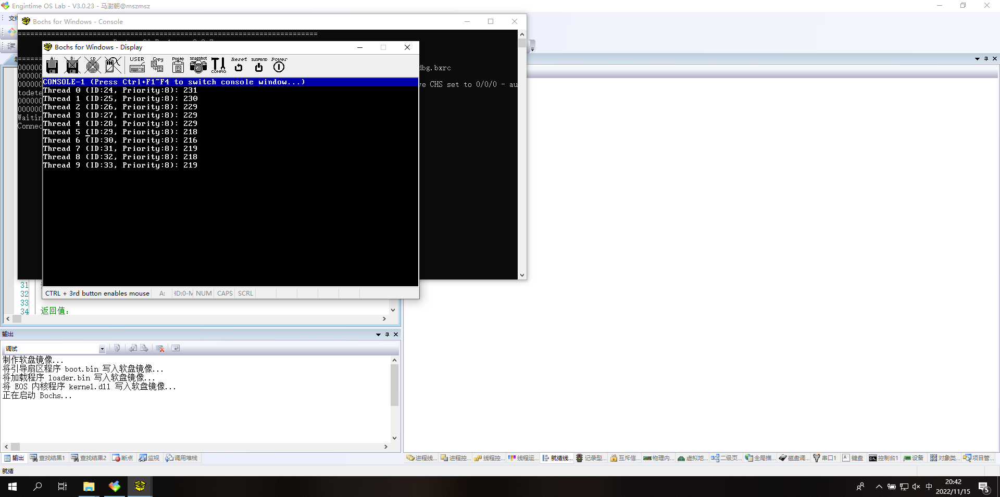 Engintime OS Lab - V3.0.23 - 马澍朝@mszmsz
文件
Bochs for Windows - Console
======================================================================
Bochs for Windows - Display
A: B: CD USER Copy Paste snapshot CONFIG Reset SUSPEND Power
CONSOLE-1 (Press Ctrl+F1~F4 to switch console window...)
Thread 0 (ID:24, Priority:8): 231
Thread 1 (ID:25, Priority:8): 230
Thread 2 (ID:26, Priority:8): 229
Thread 3 (ID:27, Priority:8): 229
Thread 4 (ID:28, Priority:8): 229
Thread 5 (ID:29, Priority:8): 218
Thread 6 (ID:30, Priority:8): 216
Thread 7 (ID:31, Priority:8): 219
Thread 8 (ID:32, Priority:8): 218
Thread 9 (ID:33, Priority:8): 219
CTRL + 3rd button enables mouse A: HD:0-M NUM CAPS SCRL
000000
dbg.bxrc
000000
000000
ve CHS set to 0/0/0 - au
todete
000000
000000
Waitin
Connec
31
32
33
34 返回值：
输出
调试
制作软盘镜像...
将引导扇区程序 boot.bin 写入软盘镜像...
将加载程序 loader.bin 写入软盘镜像...
将 EOS 内核程序 kernel.dll 写入软盘镜像...
正在启动 Bochs...
输出 查找结果1 查找结果2 断点 监视 调用堆栈
进程线... 进程控... 线程控... 线程运... 就绪线... 记录型... 互斥信... 物理内... 虚拟地... 二级页... 全局描... 磁盘调... 串口1 键盘 控制台1 设备 对象类... 项目管...
就绪
中
20:42
2022/11/15
5